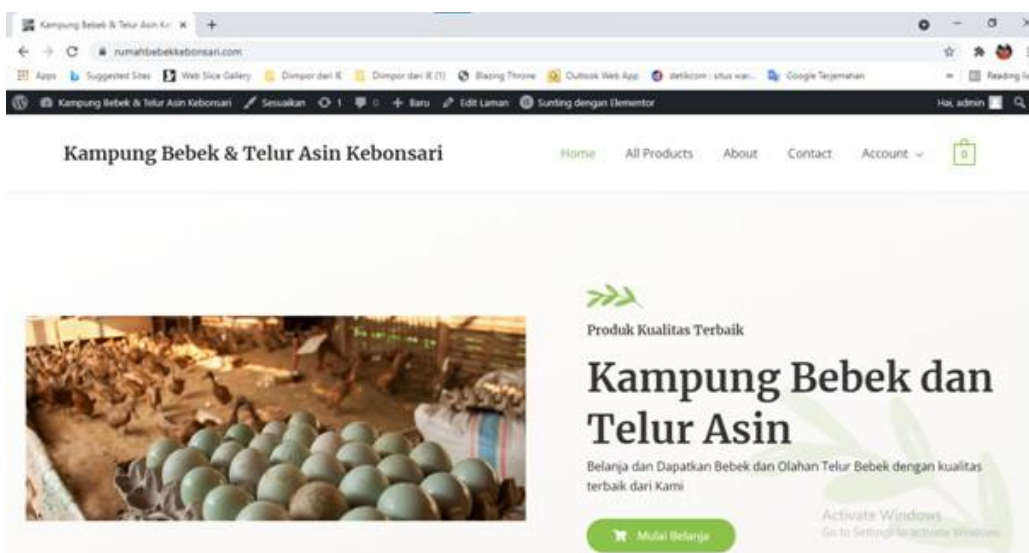 Kampung Bebek & Telur Asin Ke
rumahbebekkebonsari.com
Apps Suggested Sites Web Slice Gallery Diimpor dari IE Diimpor dari IE (1) Blazing Throne Outlook Web App detikcom : situs war... Google Terjemahan Reading
Kampung Bebek & Telur Asin Kebonsari Sesuaikan 1 0 + Baru Edit Laman Sunting dengan Elementor Hai, admin
Kampung Bebek & Telur Asin Kebonsari Home All Products About Contact Account 0
Produk Kualitas Terbaik
Kampung Bebek dan
Telur Asin
Belanja dan Dapatkan Bebek dan Olahan Telur Bebek dengan kualitas
terbaik dari Kami
Activate Windows
Go to Settings to activate Windows.
Mulai Belanja